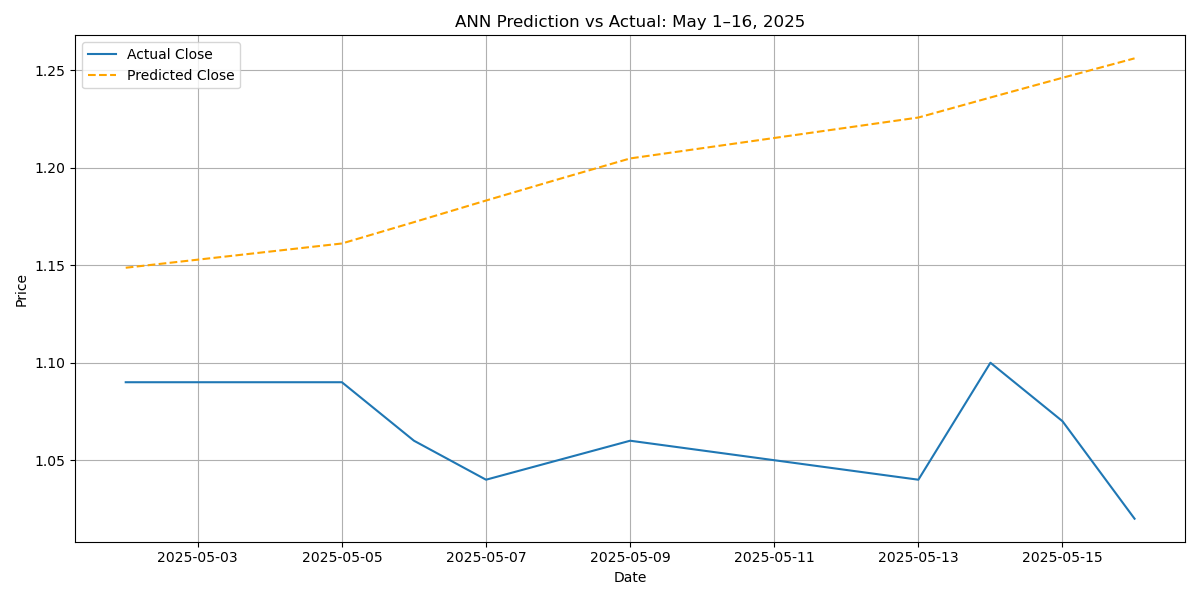 ANN Prediction vs Actual: May 1–16, 2025
Actual Close
Predicted Close
1.25
1.20
1.15
1.10
1.05
Price
2025-05-03
2025-05-05
2025-05-07
2025-05-09
2025-05-11
2025-05-13
2025-05-15
Date